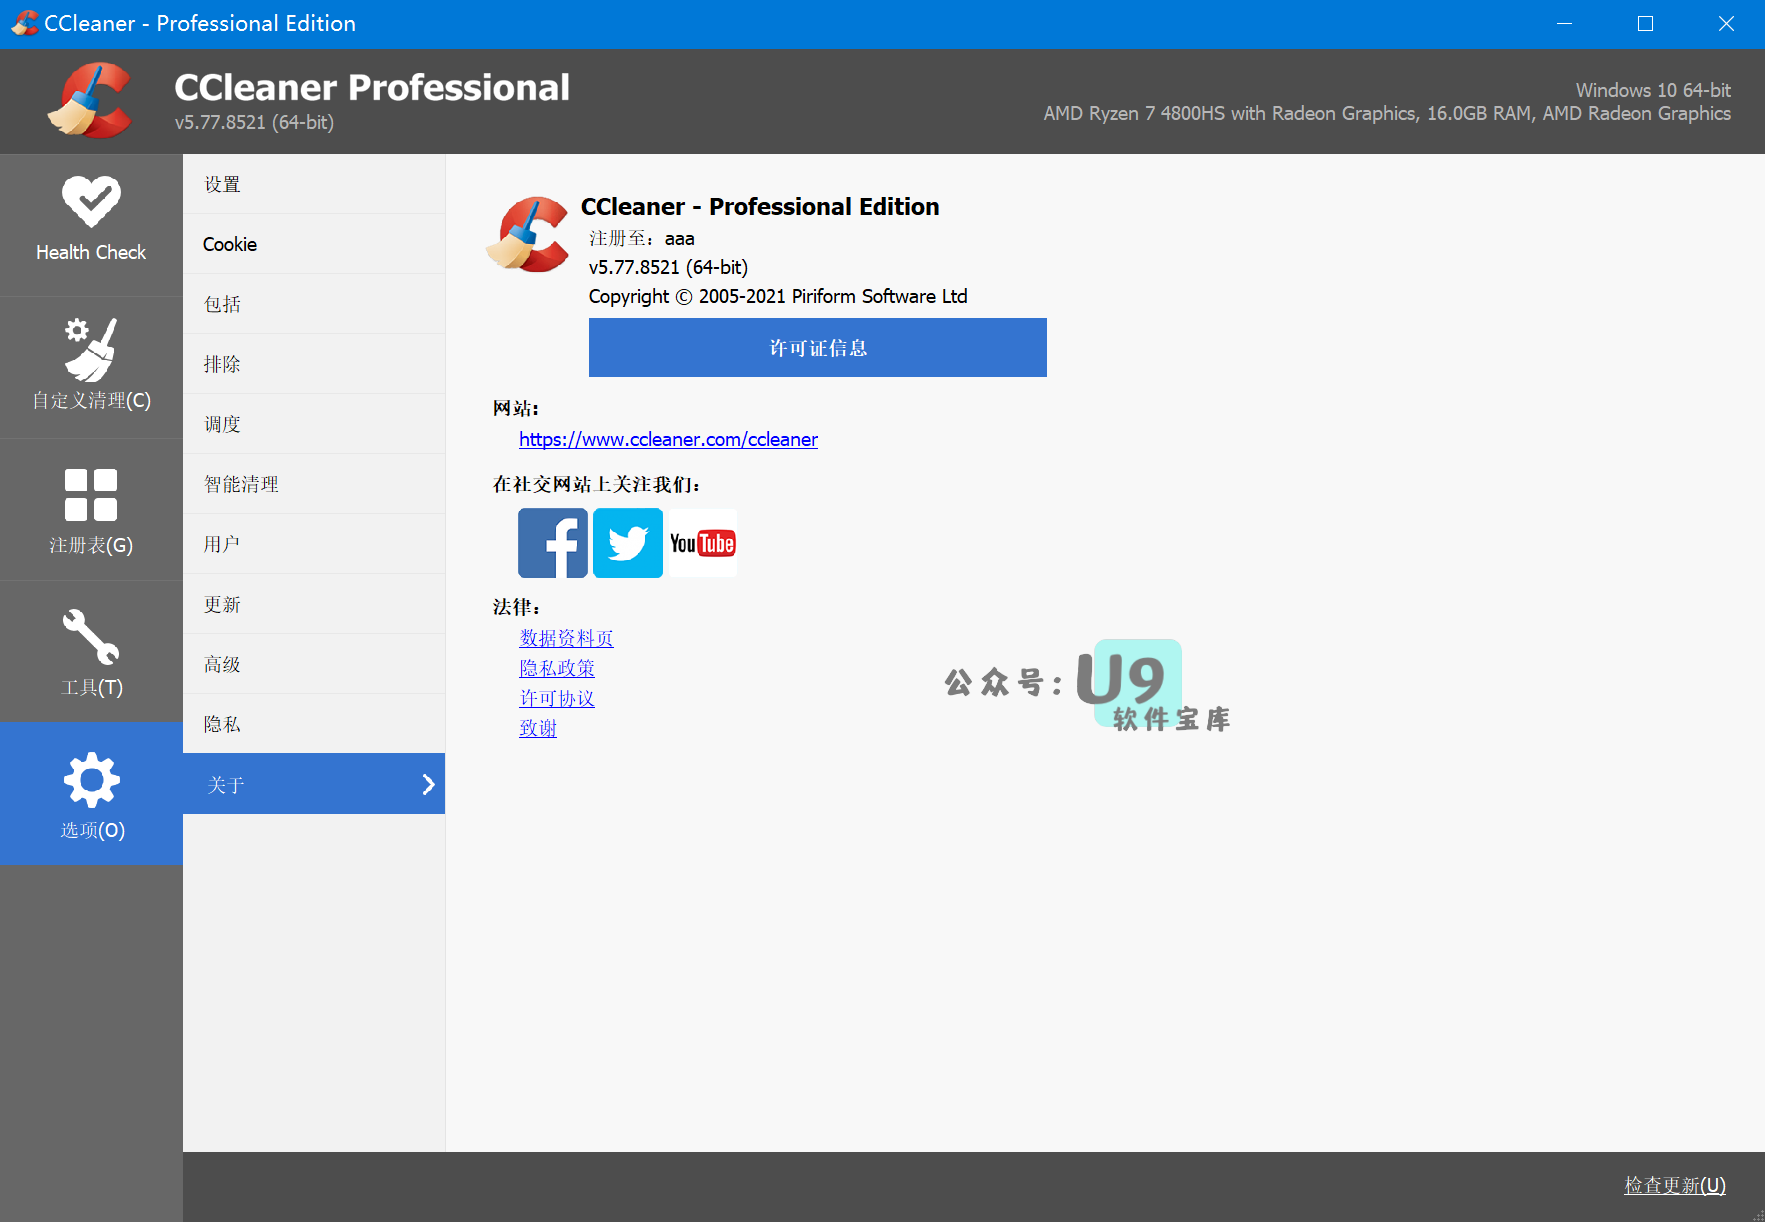 CCleaner - Professional Edition
CCleaner Professional
v5.77.8521 (64-bit)
Windows 10 64-bit
AMD Ryzen 7 4800HS with Radeon Graphics, 16.0GB RAM, AMD Radeon Graphics
Health Check
自定义清理(C)
注册表(G)
工具(T)
选项(O)
设置
Cookie
包括
排除
调度
智能清理
用户
更新
高级
隐私
关于
CCleaner - Professional Edition
注册至：aaa
v5.77.8521 (64-bit)
Copyright © 2005-2021 Piriform Software Ltd
许可证信息
网站：
https://www.ccleaner.com/ccleaner
在社交网站上关注我们：
YouTube
法律：
数据资料页
隐私政策
许可协议
致谢
公众号：U9
软件宝库
检查更新(U)